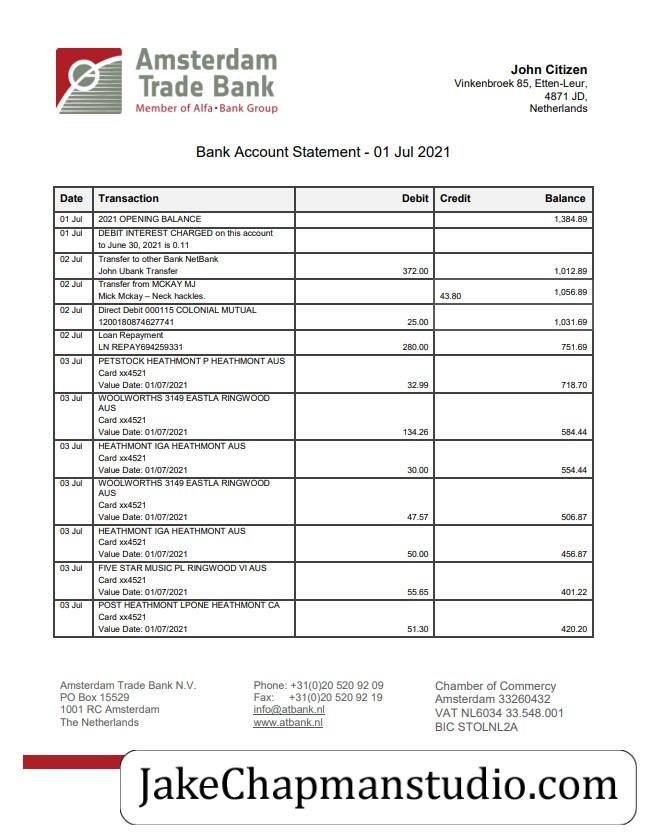 Amsterdam
Trade Bank
Member of Alfa•Bank Group
John Citizen
Vinkenbroek 85, Etten-Leur,
4871 JD,
Netherlands
Bank Account Statement - 01 Jul 2021
Date Transaction Debit Credit Balance
01 Jul 2021 OPENING BALANCE 1,384.89
01 Jul DEBIT INTEREST CHARGED on this account
to June 30, 2021 is 0.11
02 Jul Transfer to other Bank NetBank
John Ubank Transfer 372.00 1,012.89
02 Jul Transfer from MCKAY MJ 1,056.89
Mick Mckay – Neck hackles. 43.80
02 Jul Direct Debit 000115 COLONIAL MUTUAL
1200180874627741 25.00 1,031.69
02 Jul Loan Repayment
LN REPAY694259331 280.00 751.69
03 Jul PETSTOCK HEATHMONT P HEATHMONT AUS
Card xx4521
Value Date: 01/07/2021 32.99 718.70
03 Jul WOOLWORTHS 3149 EASTLA RINGWOOD
AUS
Card xx4521
Value Date: 01/07/2021 134.26 584.44
03 Jul HEATHMONT IGA HEATHMONT AUS
Card xx4521
Value Date: 01/07/2021 30.00 554.44
03 Jul WOOLWORTHS 3149 EASTLA RINGWOOD
AUS
Card xx4521
Value Date: 01/07/2021 47.57 506.87
03 Jul HEATHMONT IGA HEATHMONT AUS
Card xx4521
Value Date: 01/07/2021 50.00 456.87
03 Jul FIVE STAR MUSIC PL RINGWOOD VI AUS
Card xx4521
Value Date: 01/07/2021 55.65 401.22
03 Jul POST HEATHMONT LPONE HEATHMONT CA
Card xx4521
Value Date: 01/07/2021 51.30 420.20
Amsterdam Trade Bank N.V.
PO Box 15529
1001 RC Amsterdam
The Netherlands
Phone: +31(0)20 520 92 09
Fax: +31(0)20 520 92 19
info@atbank.nl
www.atbank.nl
Chamber of Commercy
Amsterdam 33260432
VAT NL6034 33.548.001
BIC STOLNL2A
JakeChapmanstudio.com